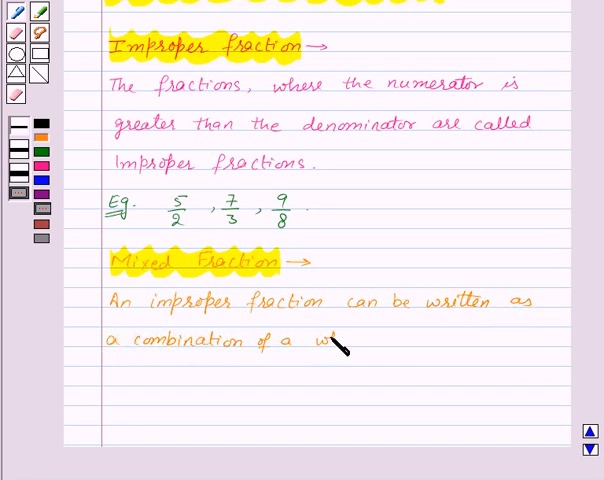 Improper fraction →
The fractions, where the numerator is
greater than the denominator are called
Improper fractions.
Eg. 5/2, 7/3, 9/8.
Mixed Fraction →
An improper fraction can be written as
a combination of a w